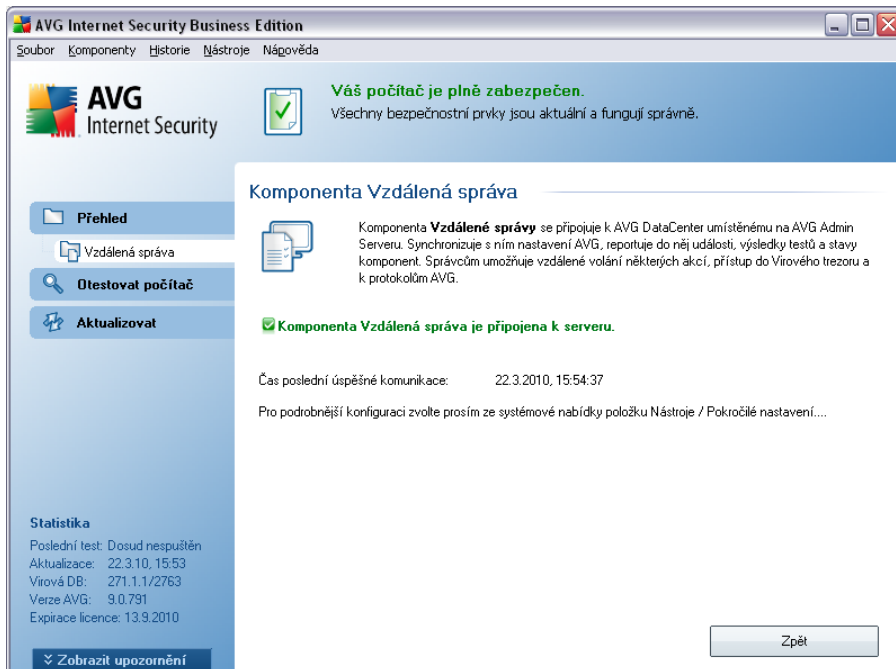 AVG Internet Security Business Edition
Soubor Komponenty Historie Nástroje Nápověda
AVG
Internet Security
Váš počítač je plně zabezpečen.
Všechny bezpečnostní prvky jsou aktuální a fungují správně.
Přehled
Vzdálená správa
Otestovat počítač
Aktualizovat
Komponenta Vzdálená správa
Komponenta Vzdálené správy se připojuje k AVG DataCenter umístěnému na AVG Admin
Serveru. Synchronizuje s ním nastavení AVG, reportuje do něj události, výsledky testů a stavy
komponent. Správcům umožňuje vzdálené volání některých akcí, přístup do Virového trezoru a
k protokolům AVG.
Komponenta Vzdálená správa je připojena k serveru.
Čas poslední úspěšné komunikace: 22.3.2010, 15:54:37
Pro podrobnější konfiguraci zvolte prosím ze systémové nabídky položku Nástroje / Pokročilé nastavení....
Statistika
Poslední test: Dosud nespuštěn
Aktualizace: 22.3.10, 15:53
Virová DB: 271.1.1/2763
Verze AVG: 9.0.791
Expirace licence: 13.9.2010
Zobrazit upozornění
Zpět